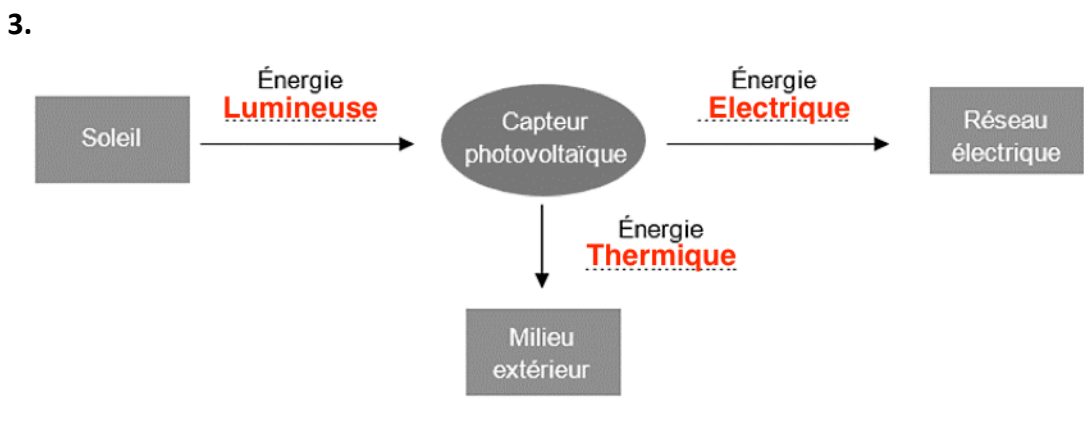 3.
Énergie
Lumineuse
Énergie
Electrique
Soleil
Capteur
photovoltaïque
Réseau
électrique
Énergie
Thermique
Milieu
extérieur